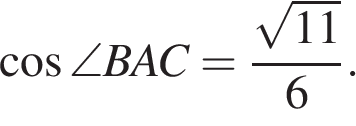 cos ∠BAC = √11/6.